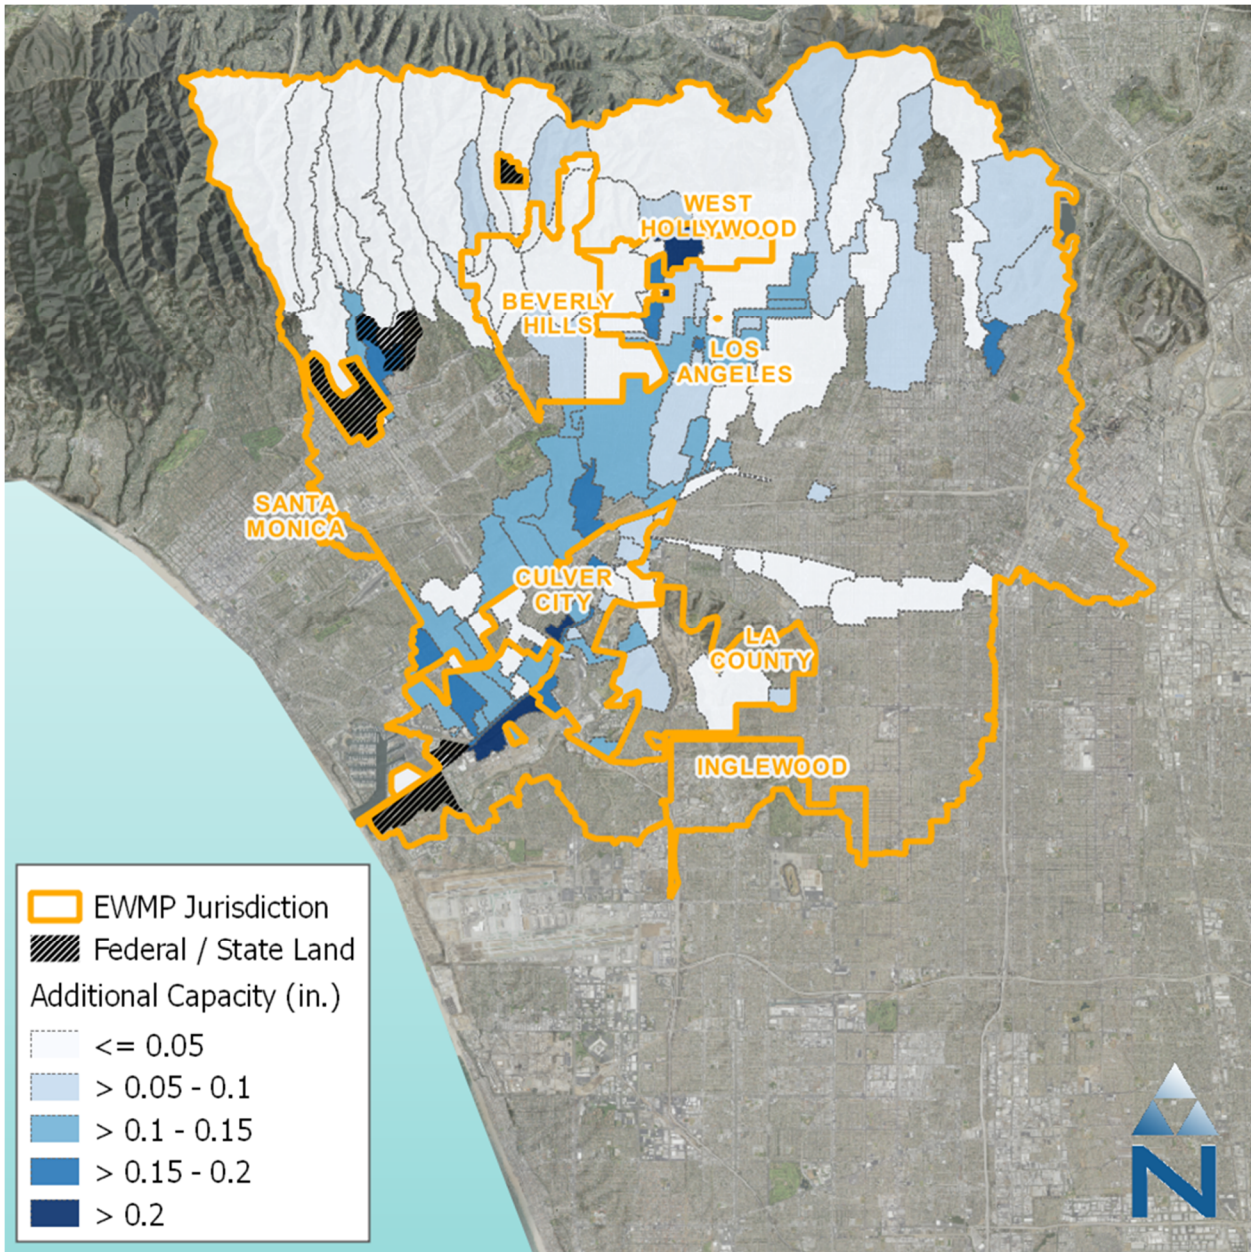 WEST
HOLLYWOOD
BEVERLY
HILLS
LOS
ANGELES
SANTA
MONICA
CULVER
CITY
LA
COUNTY
INGLEWOOD
EWMP Jurisdiction
Federal / State Land
Additional Capacity (in.)
<= 0.05
> 0.05 - 0.1
> 0.1 - 0.15
> 0.15 - 0.2
> 0.2
N